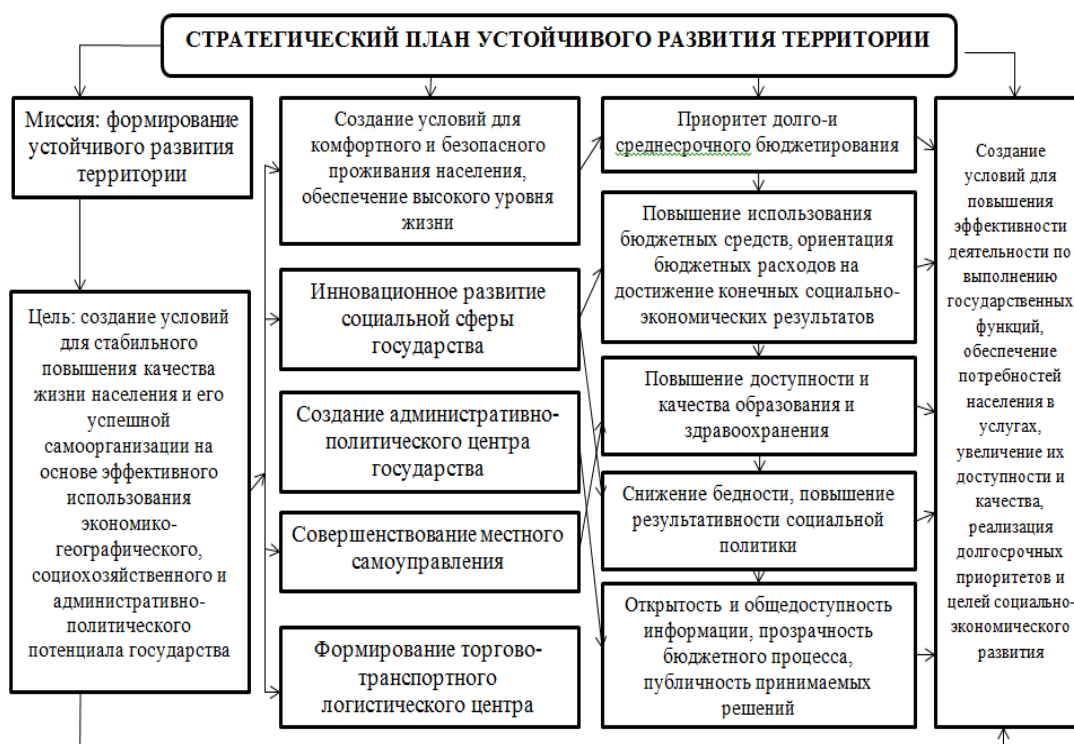 СТРАТЕГИЧЕСКИЙ ПЛАН УСТОЙЧИВОГО РАЗВИТИЯ ТЕРРИТОРИИ
Миссия: формирование
устойчивого развития
территории
Цель: создание условий
для стабильного
повышения качества
жизни населения и его
успешной
самоорганизации на
основе эффективного
использования
экономико-
географического,
социохозяйственного и
административно-
политического
потенциала государства
Создание условий для
комфортного и безопасного
проживания населения,
обеспечение высокого уровня
жизни
Инновационное развитие
социальной сферы
государства
Создание административно-
политического центра
государства
Совершенствование местного
самоуправления
Формирование торгово-
транспортного
логистического центра
Приоритет долго-и
среднесрочного бюджетирования
Повышение использования
бюджетных средств, ориентация
бюджетных расходов на
достижение конечных социально-
экономических результатов
Повышение доступности и
качества образования и
здравоохранения
Снижение бедности, повышение
результативности социальной
политики
Открытость и общедоступность
информации, прозрачность
бюджетного процесса,
публичность принимаемых
решений
Создание
условий для
повышения
эффективности
деятельности по
выполнению
государственных
функций,
обеспечение
потребностей
населения в
услугах,
увеличение их
доступности и
качества,
реализация
долгосрочных
приоритетов и
целей социально-
экономического
развития